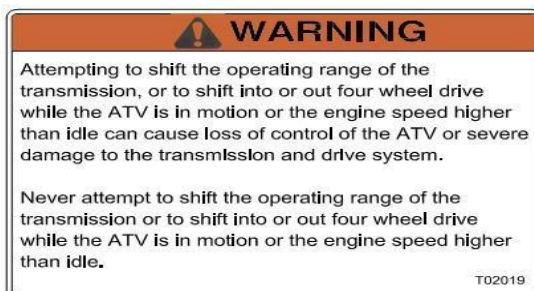 WARNING
Attempting to shift the operating range of the
transmission, or to shift into or out four wheel drive
while the ATV is in motion or the engine speed higher
than idle can cause loss of control of the ATV or severe
damage to the transmission and drive system.
Never attempt to shift the operating range of the
transmission or to shift into or out four wheel drive
while the ATV is in motion or the engine speed higher
than idle.
T02019